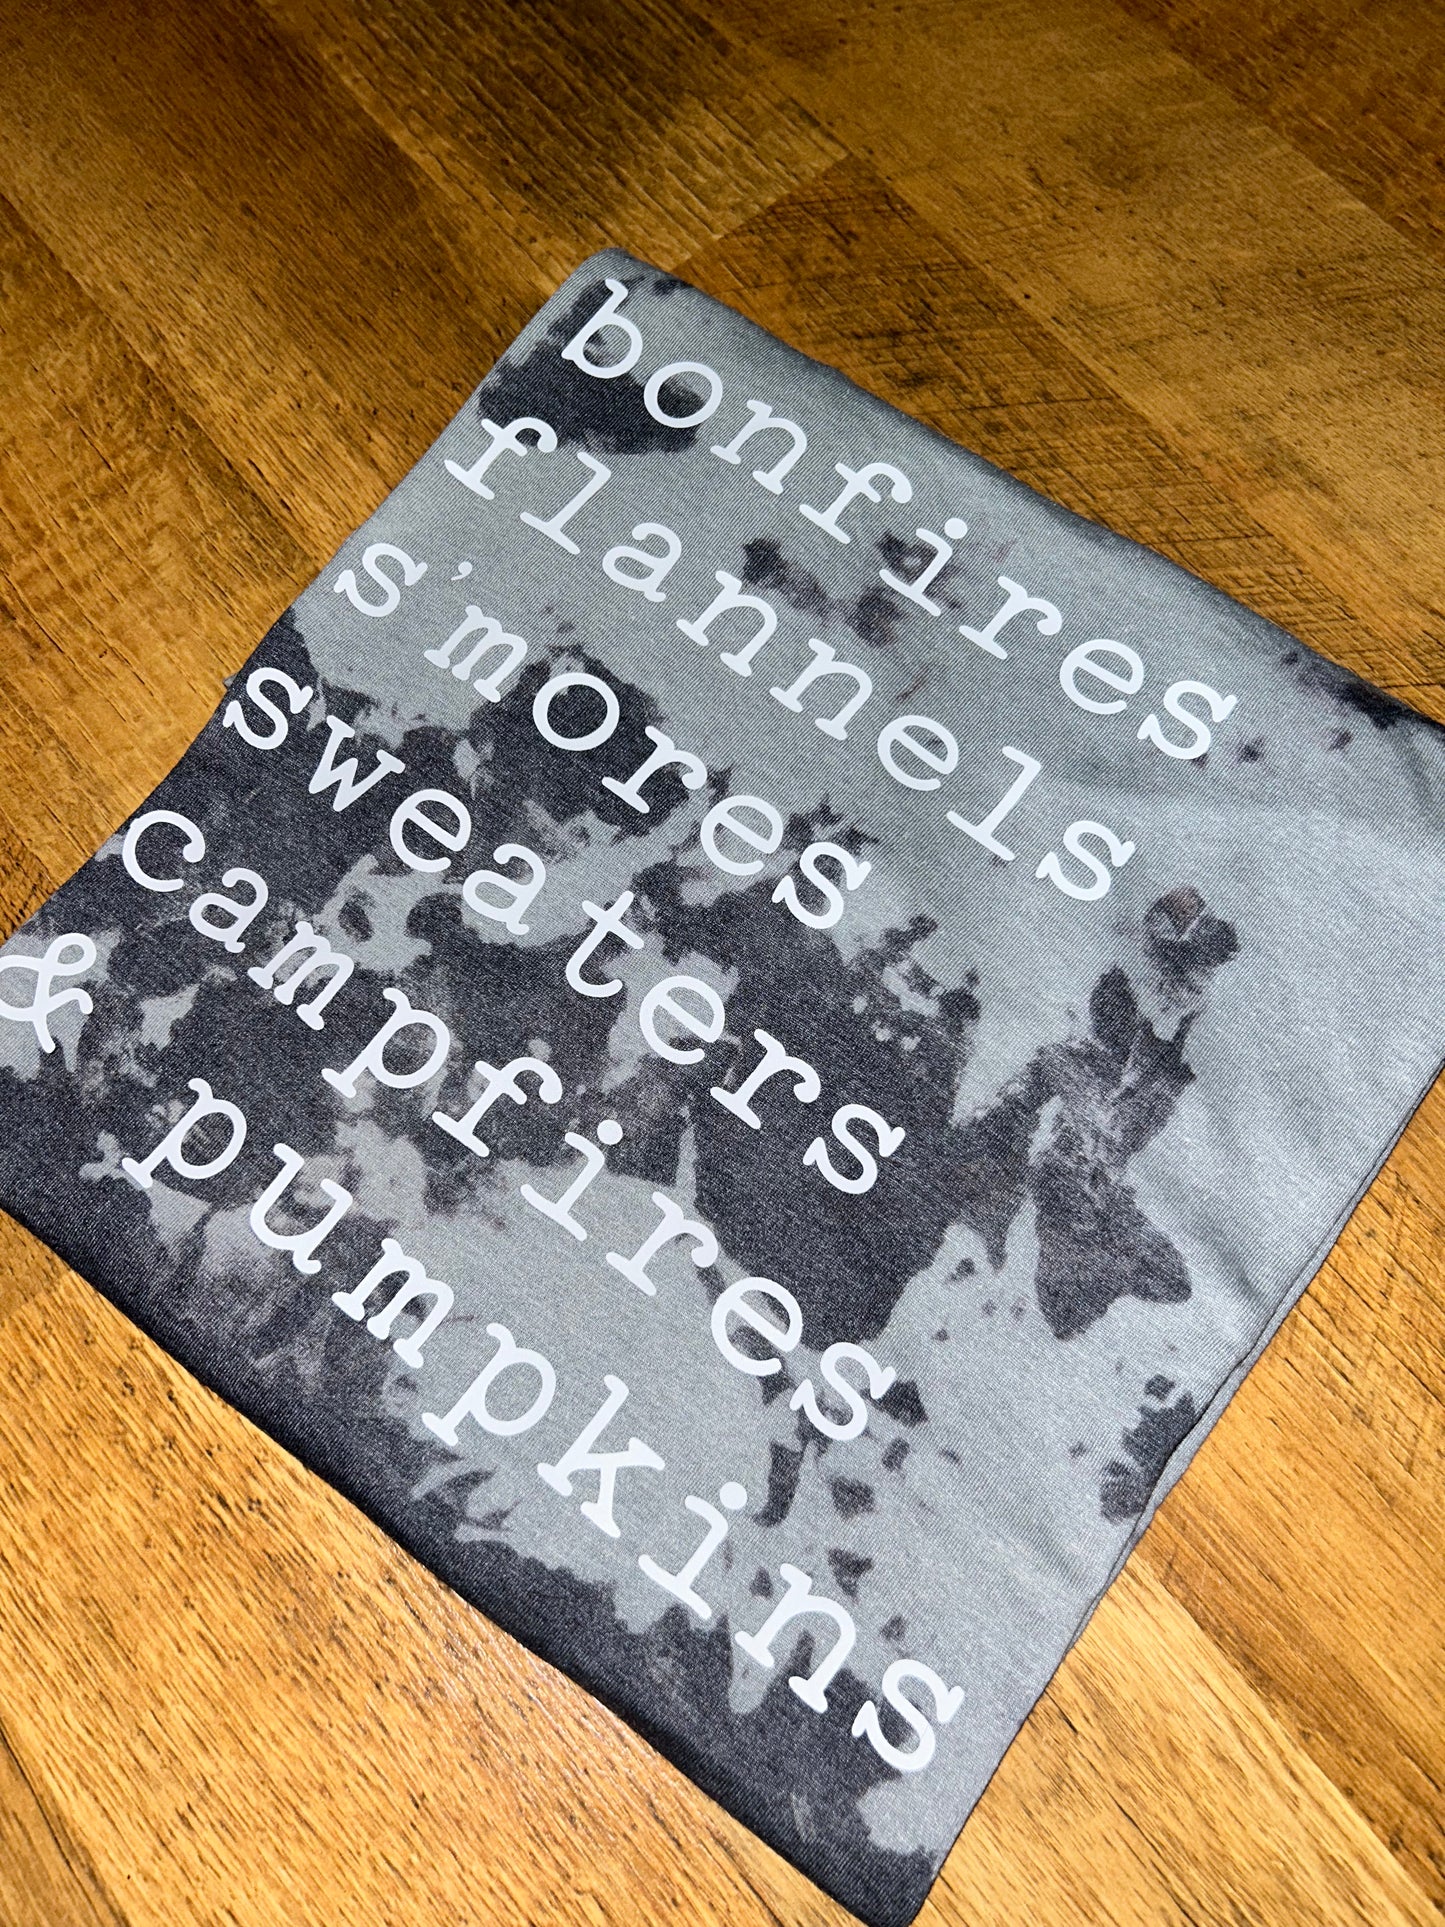 bonfires
flannels
s'mores
sweaters
campfires
&
pumpkins